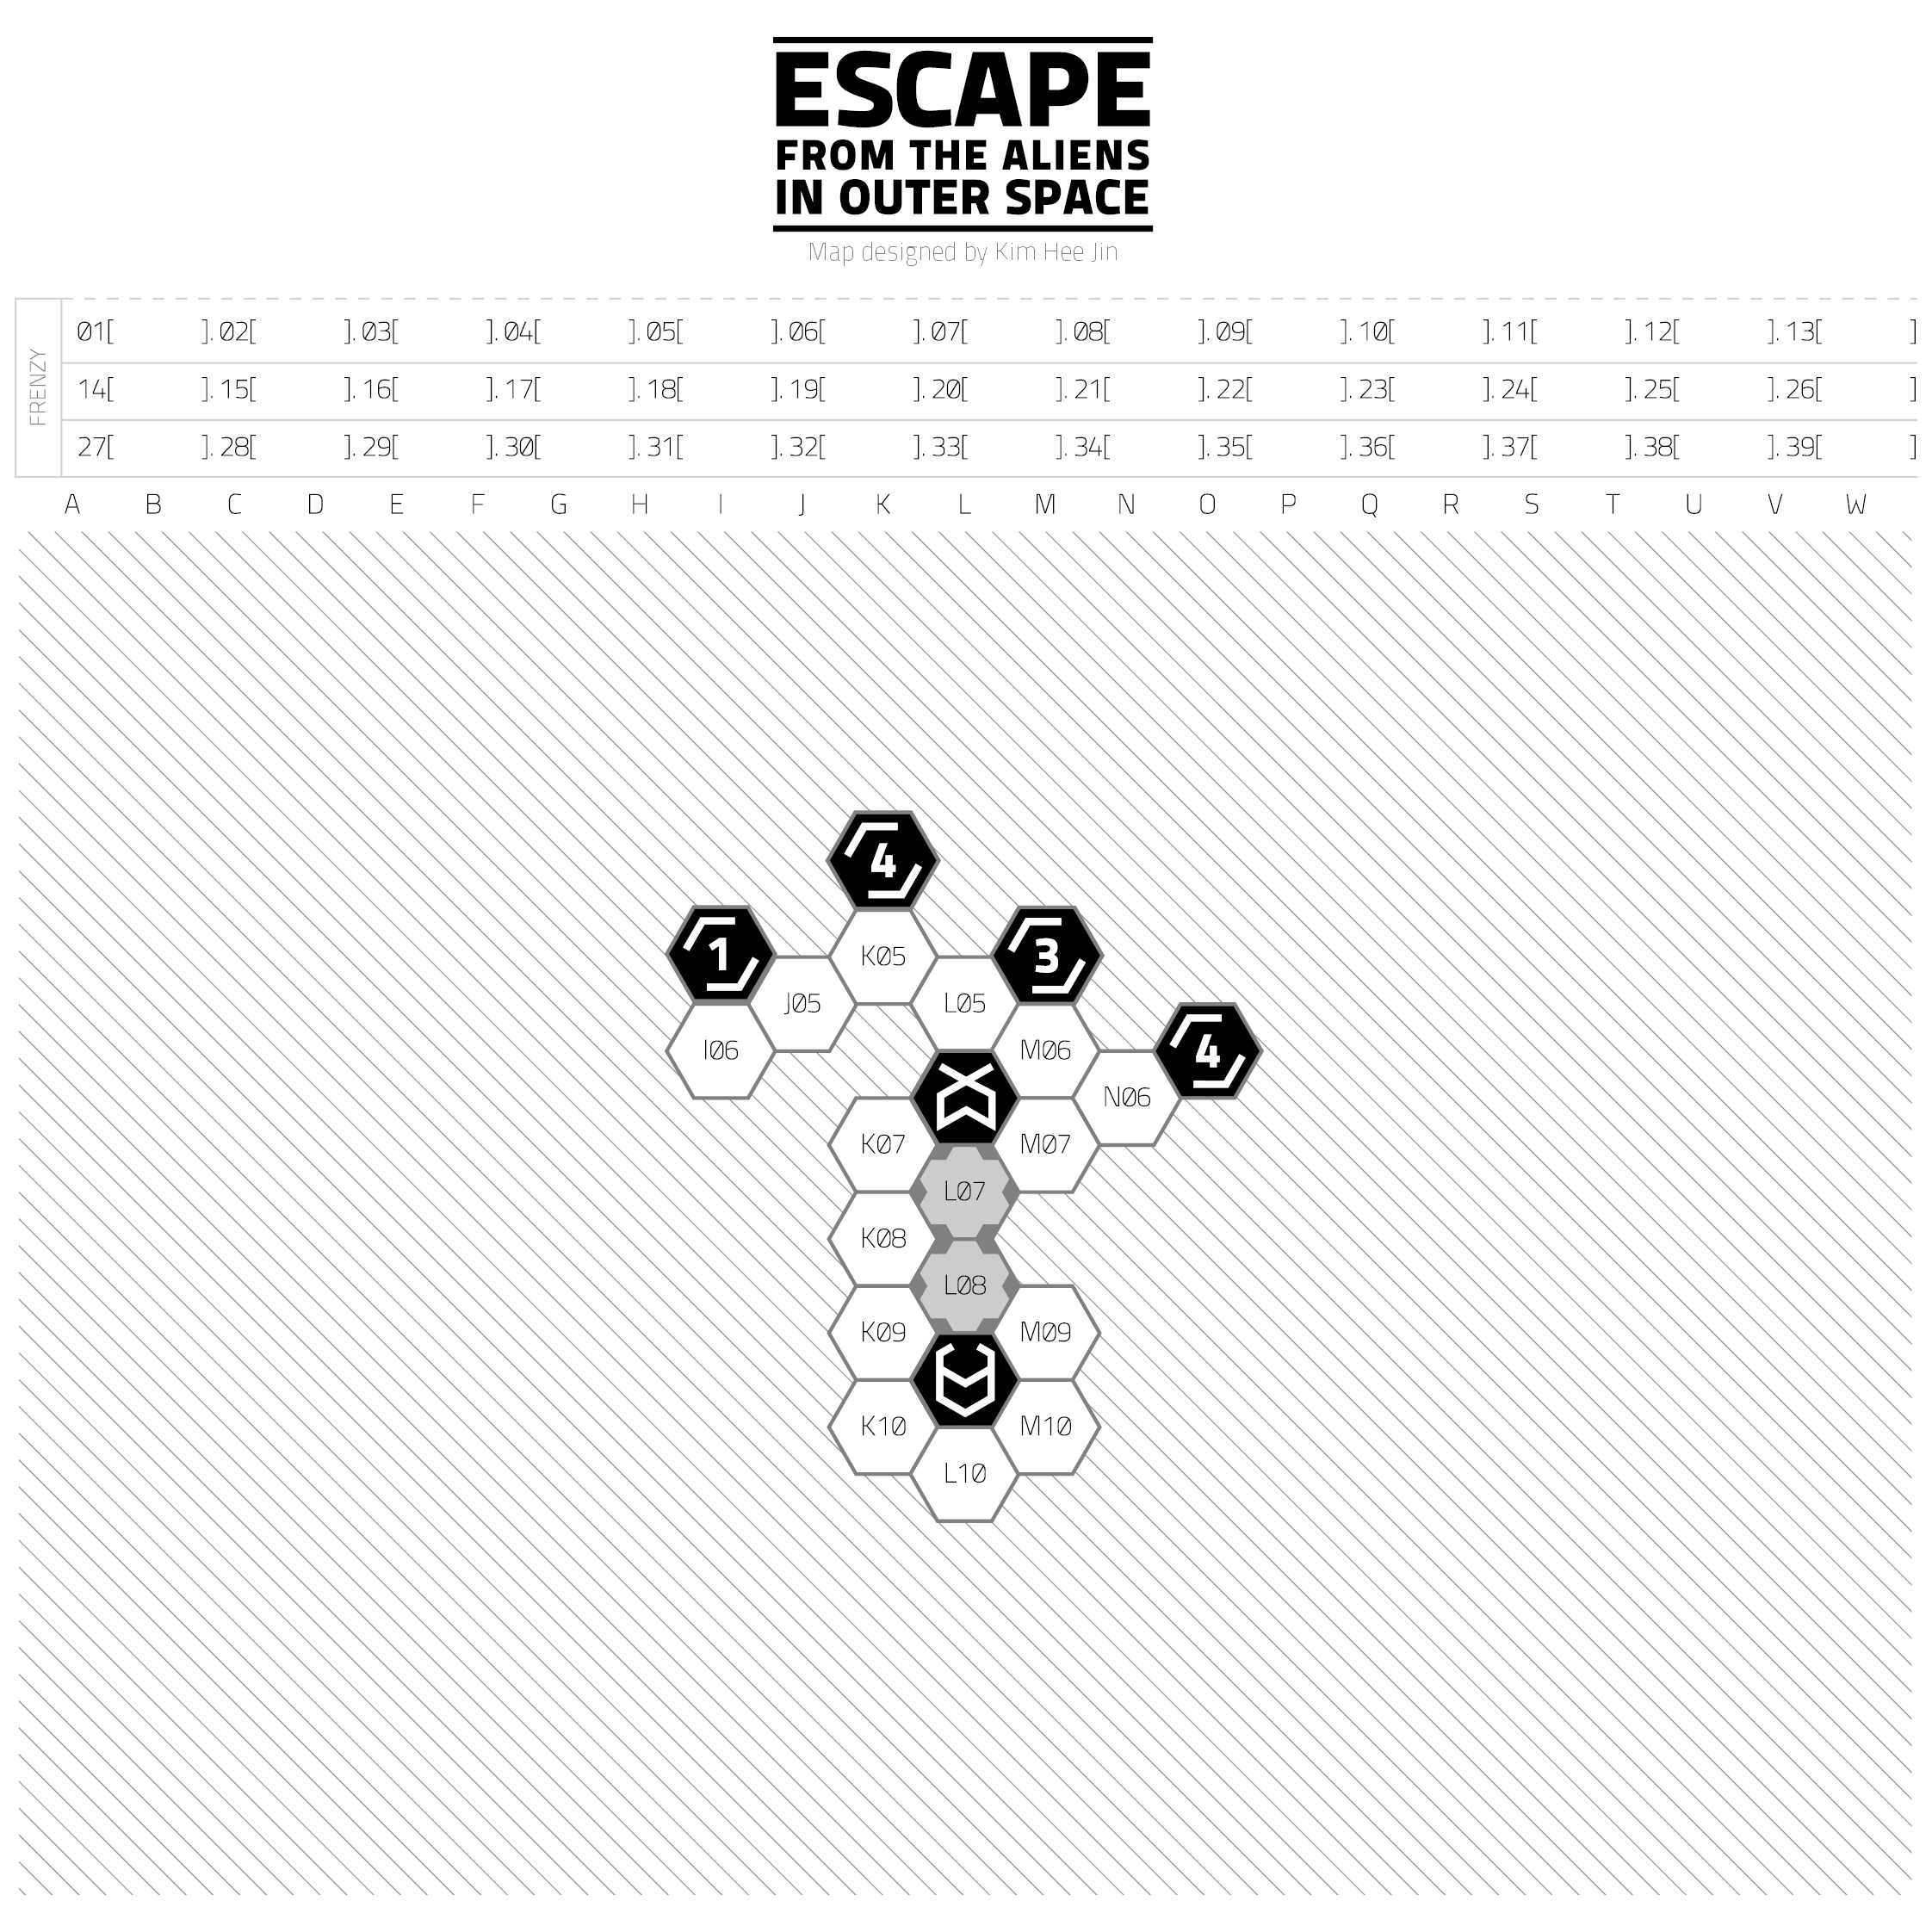 ESCAPE
FROM THE ALIENS
IN OUTER SPACE
Map designed by Kim Hee Jin
FRENZY
01[ ]. 02[ ]. 03[ ]. 04[ ]. 05[ ]. 06[ ]. 07[ ]. 08[ ]. 09[ ]. 10[ ]. 11[ ]. 12[ ]. 13[ ]
14[ ]. 15[ ]. 16[ ]. 17[ ]. 18[ ]. 19[ ]. 20[ ]. 21[ ]. 22[ ]. 23[ ]. 24[ ]. 25[ ]. 26[ ]
27[ ]. 28[ ]. 29[ ]. 30[ ]. 31[ ]. 32[ ]. 33[ ]. 34[ ]. 35[ ]. 36[ ]. 37[ ]. 38[ ]. 39[ ]
A B C D E F G H I J K L M N O P Q R S T U V W
4
1 K05 3
J05 L05
I06 M06 4
N06
K07 M07
L07
K08
L08
K09 M09
K10 M10
L10